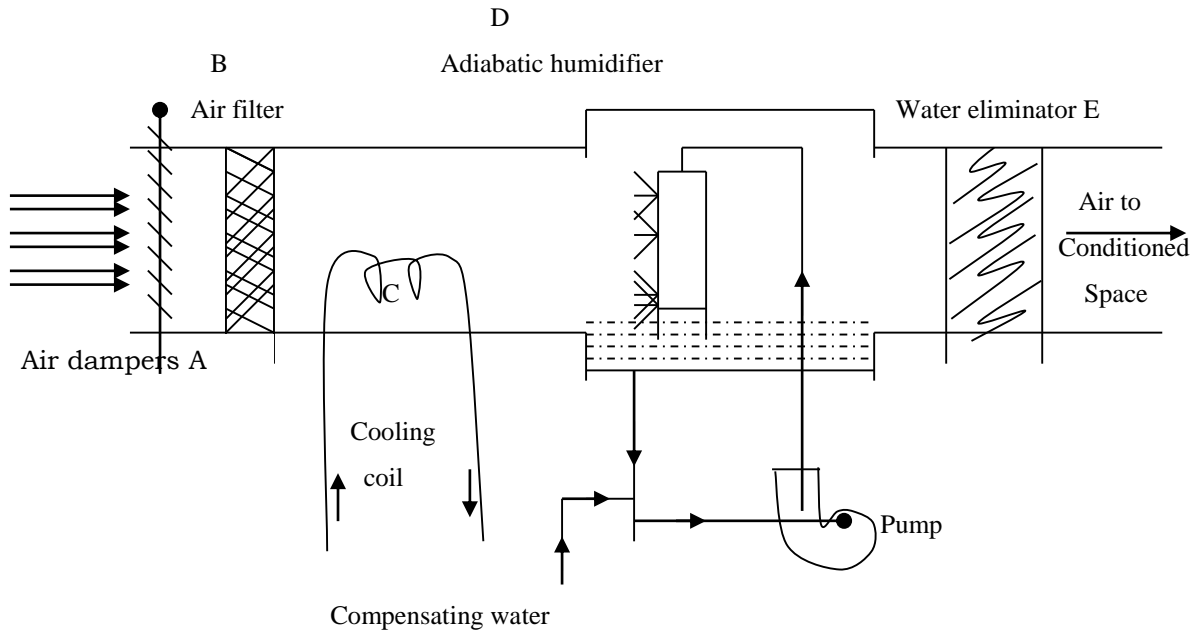 D
B
Adiabatic humidifier
Air filter
Water eliminator E
Air to
Conditioned
Space
C
Air dampers A
Cooling
coil
Pump
Compensating water